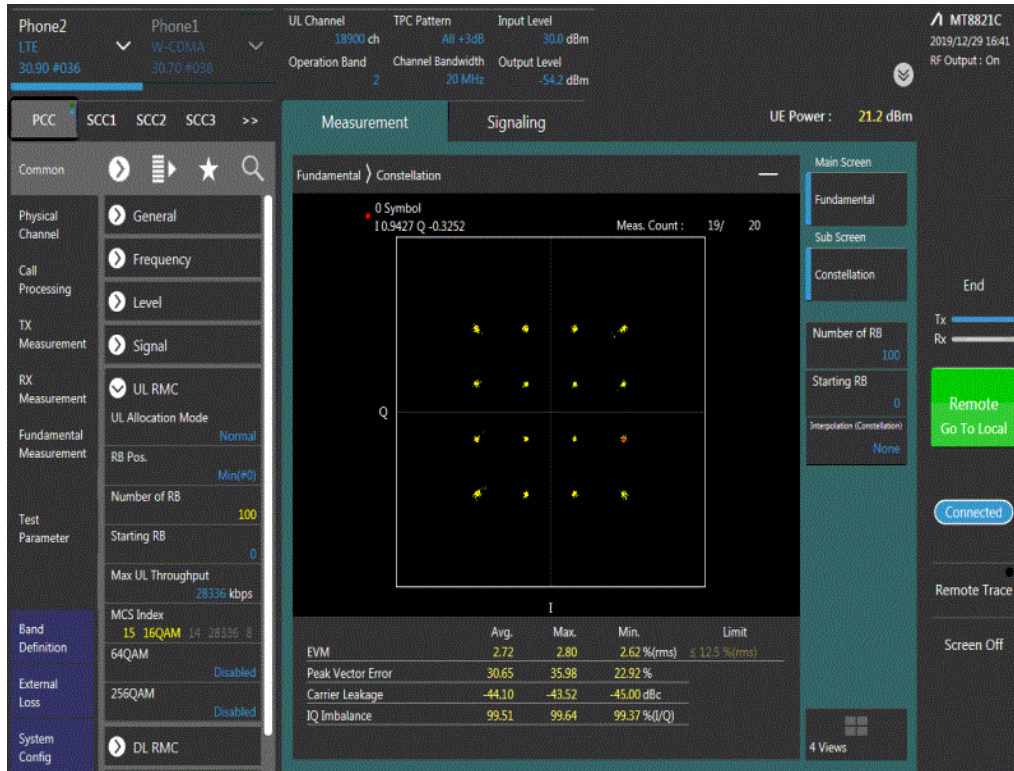 Phone2
LTE
30.90 #036
Phone1
W-CDMA
30.70 #038
UL Channel
18900 ch
TPC Pattern
All +3dB
Input Level
30.0 dBm
Operation Band
2
Channel Bandwidth
20 MHz
Output Level
-54.2 dBm
MT8821C
2019/12/29 16:41
RF Output : On
PCC SCC1 SCC2 SCC3 >>
Measurement
Signaling
UE Power : 21.2 dBm
Common
Physical
Channel
Call
Processing
TX
Measurement
RX
Measurement
Fundamental
Measurement
Test
Parameter
Band
Definition
External
Loss
System
Config
General
Frequency
Level
Signal
UL RMC
UL Allocation Mode
Normal
RB Pos.
Min(#0)
Number of RB
100
Starting RB
0
Max UL Throughput
28336 kbps
MCS Index
15 16QAM 14 28336 8
64QAM
Disabled
256QAM
Disabled
DL RMC
Fundamental ⟩ Constellation
0 Symbol
I 0.9427 Q -0.3252
Meas. Count : 19/ 20
Q
I
Avg. Max. Min. Limit
EVM 2.72 2.80 2.62 %(rms) ≤ 12.5 %(rms)
Peak Vector Error 30.65 35.98 22.92 %
Carrier Leakage -44.10 -43.52 -45.00 dBc
IQ Imbalance 99.51 99.64 99.37 %(I/Q)
Main Screen
Fundamental
Sub Screen
Constellation
Number of RB
100
Starting RB
0
Interpolation (Constellation)
None
4 Views
End
Tx
Rx
Remote
Go To Local
Connected
Remote Trace
Screen Off